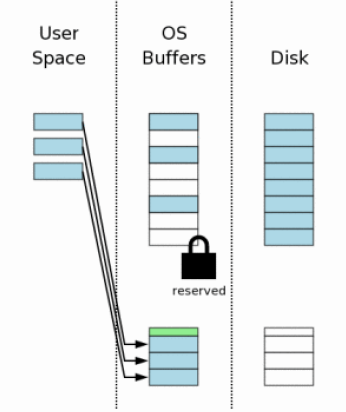 User
Space
OS
Buffers
Disk
reserved